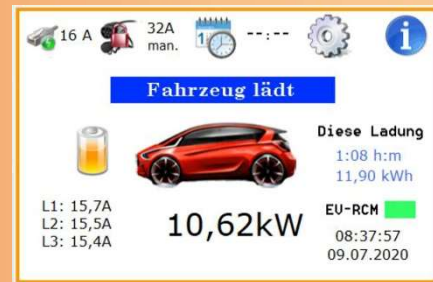 16 A
32A
man.
--:--
Fahrzeug lädt
Diese Ladung
1:08 h:m
11,90 kWh
L1: 15,7A
L2: 15,5A
L3: 15,4A
10,62kW
EV-RCM
08:37:57
09.07.2020